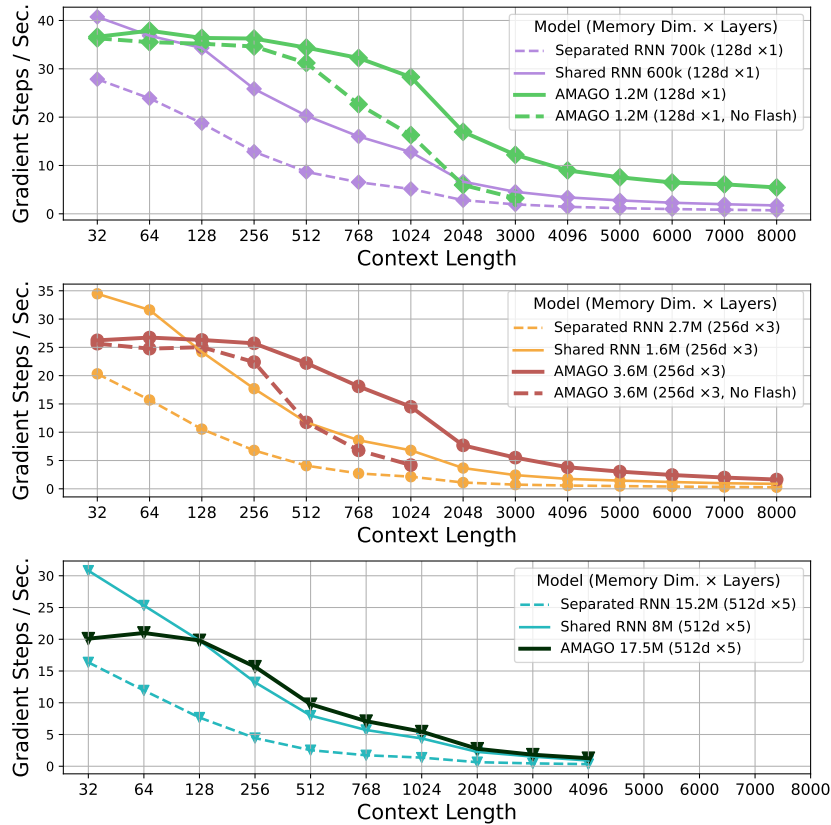 Gradient Steps / Sec.
40
30
20
10
0
Model (Memory Dim. × Layers)
Separated RNN 700k (128d ×1)
Shared RNN 600k (128d ×1)
AMAGO 1.2M (128d ×1)
AMAGO 1.2M (128d ×1, No Flash)
32 64 128 256 512 768 1024 2048 3000 4096 5000 6000 7000 8000
Context Length
Gradient Steps / Sec.
35
30
25
20
15
10
5
0
Model (Memory Dim. × Layers)
Separated RNN 2.7M (256d ×3)
Shared RNN 1.6M (256d ×3)
AMAGO 3.6M (256d ×3)
AMAGO 3.6M (256d ×3, No Flash)
32 64 128 256 512 768 1024 2048 3000 4096 5000 6000 7000 8000
Context Length
Gradient Steps / Sec.
30
25
20
15
10
5
0
Model (Memory Dim. × Layers)
Separated RNN 15.2M (512d ×5)
Shared RNN 8M (512d ×5)
AMAGO 17.5M (512d ×5)
32 64 128 256 512 768 1024 2048 3000 4096 5000 6000 7000 8000
Context Length